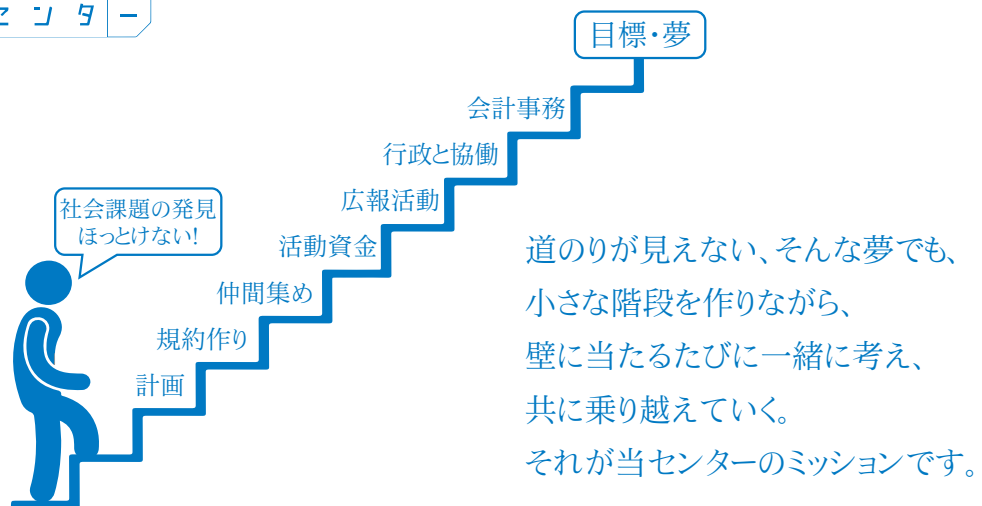 センター
目標・夢
会計事務
行政と協働
広報活動
活動資金
仲間集め
規約作り
計画
社会課題の発見
ほっとけない!
道のりが見えない、そんな夢でも、
小さな階段を作りながら、
壁に当たるたびに一緒に考え、
共に乗り越えていく。
それが当センターのミッションです。